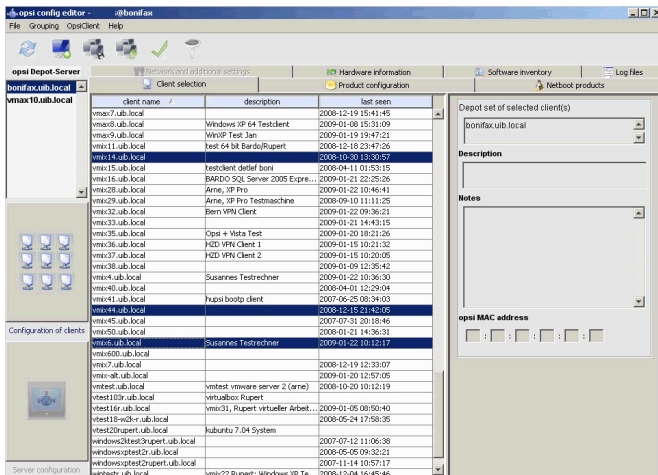 opsi config editor - @bonifax
File Grouping OpsiClient Help
opsi Depot-Server
bonifax.uib.local
vmax10.uib.local
Configuration of clients
Server configuration
Network and additional settings Hardware information Software inventory Log files
Client selection Product configuration Netboot products
client name description last seen
vmax7.uib.local 2008-12-19 15:41:45
vmax8.uib.local Windows XP 64 Testclient 2009-01-08 15:31:09
vmax9.uib.local WinXP Test Jan 2009-01-19 19:47:21
vmix11.uib.local test 64 bit Bardo/Rupert 2008-12-18 23:47:26
vmix14.uib.local 2008-10-30 13:30:57
vmix15.uib.local testclient detlef boni 2008-04-11 01:53:15
vmix16.uib.local BARDO SQL Server 2005 Expre... 2009-01-21 22:25:26
vmix28.uib.local Arne, XP Pro 2009-01-22 10:46:41
vmix29.uib.local Arne, XP Pro Testmaschine 2008-09-10 11:11:25
vmix32.uib.local Bern VPN Client 2009-01-22 09:36:21
vmix33.uib.local 2009-01-21 14:43:15
vmix35.uib.local Opsi + Vista Test 2009-01-20 18:21:26
vmix36.uib.local HZD VPN Client 1 2009-01-15 10:21:32
vmix37.uib.local HZD VPN Client 2 2009-01-15 10:20:05
vmix38.uib.local 2009-01-09 12:35:42
vmix4.uib.local Susannes Testrechner 2009-01-22 10:36:30
vmix40.uib.local 2008-04-01 12:29:04
vmix41.uib.local hupsi bootp client 2007-06-25 08:34:03
vmix44.uib.local 2008-12-15 21:42:05
vmix45.uib.local 2007-07-31 20:18:46
vmix50.uib.local 2008-01-21 14:36:31
vmix6.uib.local Susannes Testrechner 2009-01-22 10:12:17
vmix600.uib.local
vmix7.uib.local 2008-12-19 12:33:07
vmix-alt.uib.local 2009-01-20 12:57:05
vmtest.uib.local vmtest vmware server 2 (arne) 2008-10-20 10:12:19
vtest103r.uib.local virtualbox Rupert
vtest16r.uib.local vmix31, Rupert virtueller Arbeit... 2009-01-05 08:50:40
vtest18-w2k-r.uib.local 2008-05-24 17:58:35
vtest20rupert.uib.local kubuntu 7.04 System
windows2ktest3rupert.uib.local 2007-07-12 11:06:38
windowsxptest2r.uib.local 2008-05-05 09:32:21
windowsxptest2rupert.uib.local 2007-11-14 10:57:17
wintestr.uib.local vmix22 Rupert: Windows XP Te... 2008-12-04 16:45:46
Depot set of selected client(s)
bonifax.uib.local
Description
Notes
opsi MAC address
: : : : :